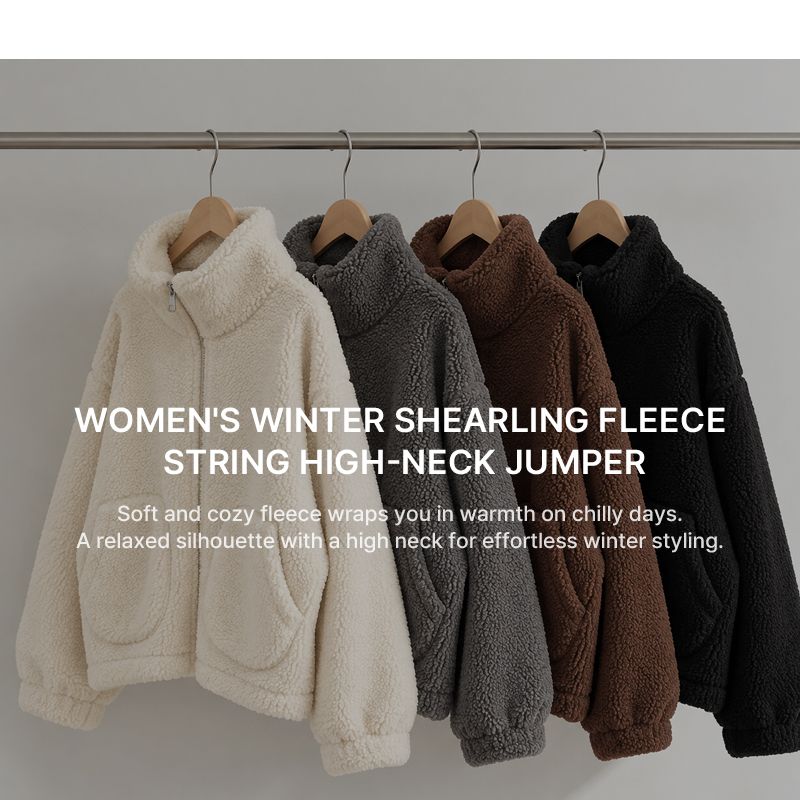 WOMEN'S WINTER SHEARLING FLEECE
STRING HIGH-NECK JUMPER
Soft and cozy fleece wraps you in warmth on chilly days.
A relaxed silhouette with a high neck for effortless winter styling.